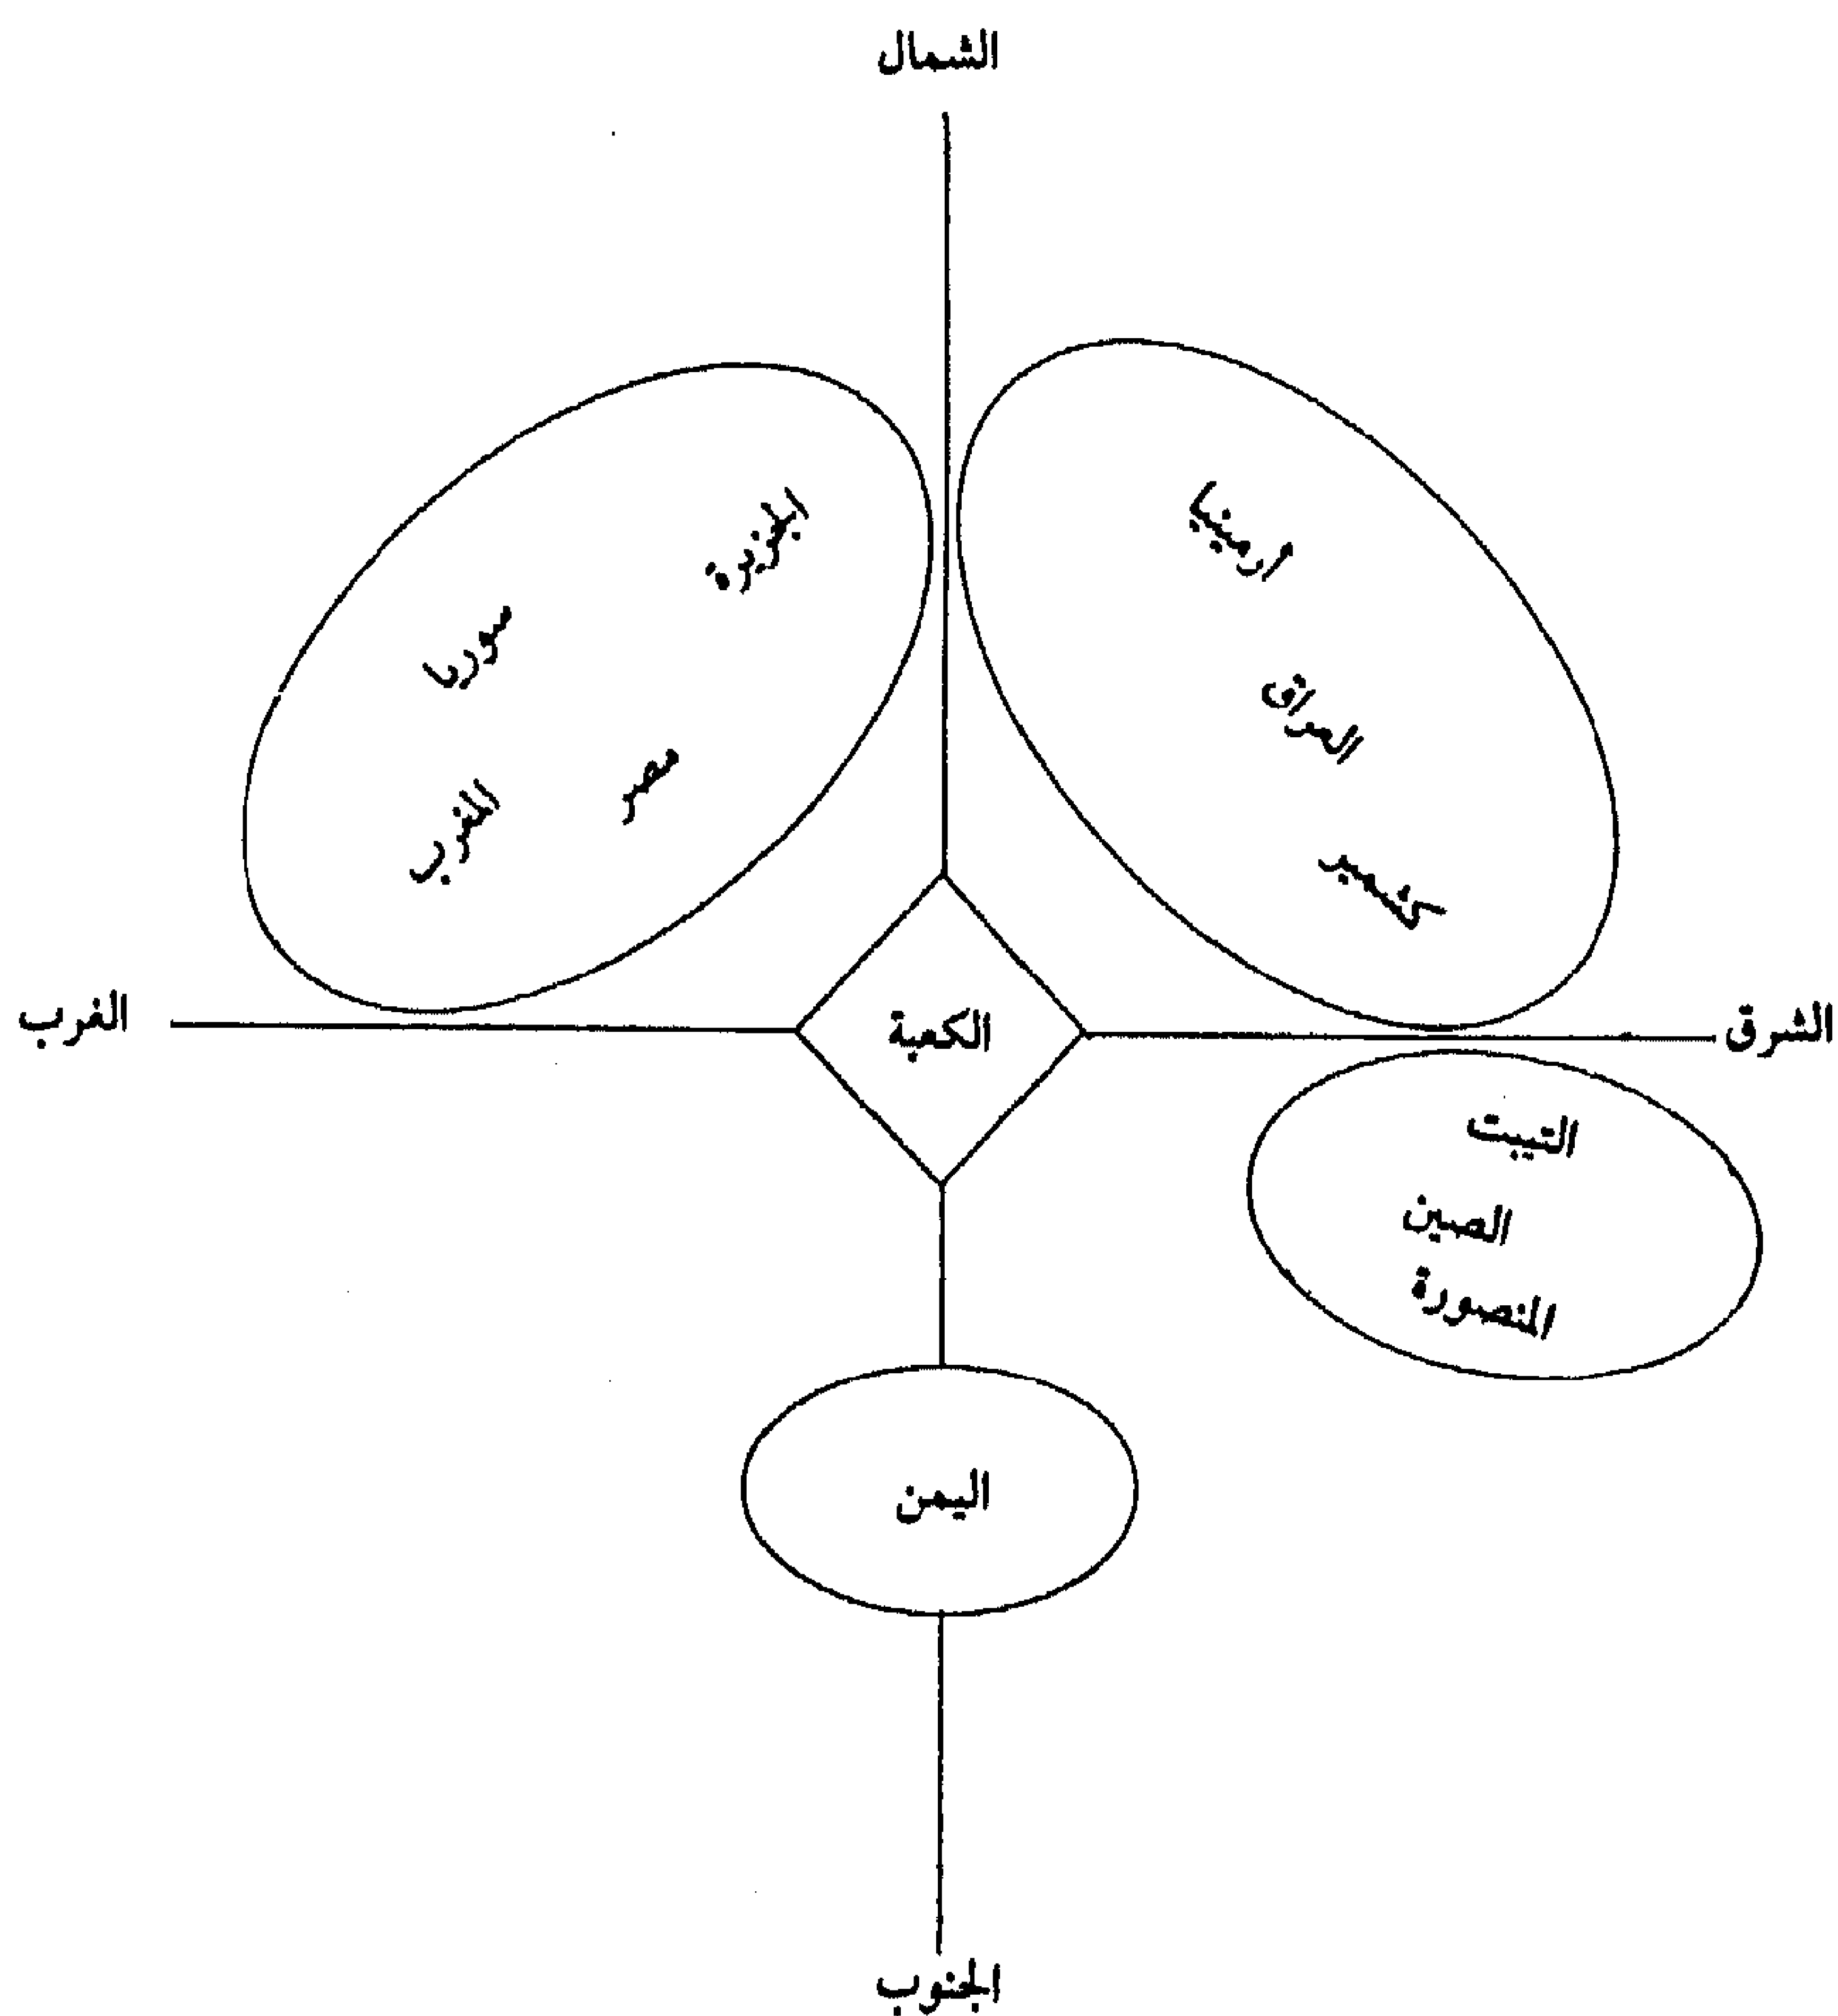 الشمال
ارمينيا
الجزيرة
سوريا
العراق
مصر
المغرب
كشمير
الشرق
الكعبة
الغرب
التيبت
الصين
المنصورة
اليمن
الجنوب